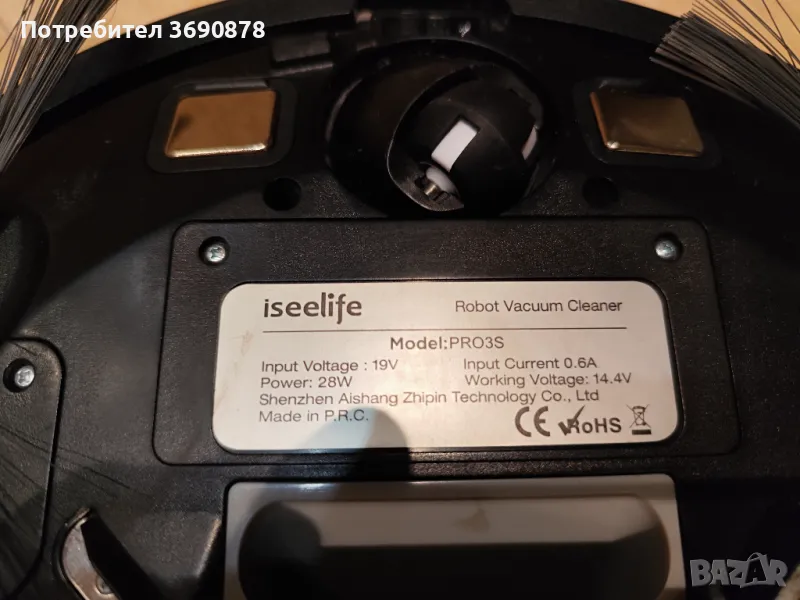 Потребител 3690878
iseelife Robot Vacuum Cleaner
Model:PRO3S
Input Voltage : 19V Input Current 0.6A
Power: 28W Working Voltage: 14.4V
Shenzhen Aishang Zhipin Technology Co., Ltd
Made in P.R.C. CE RoHS
BAZAR